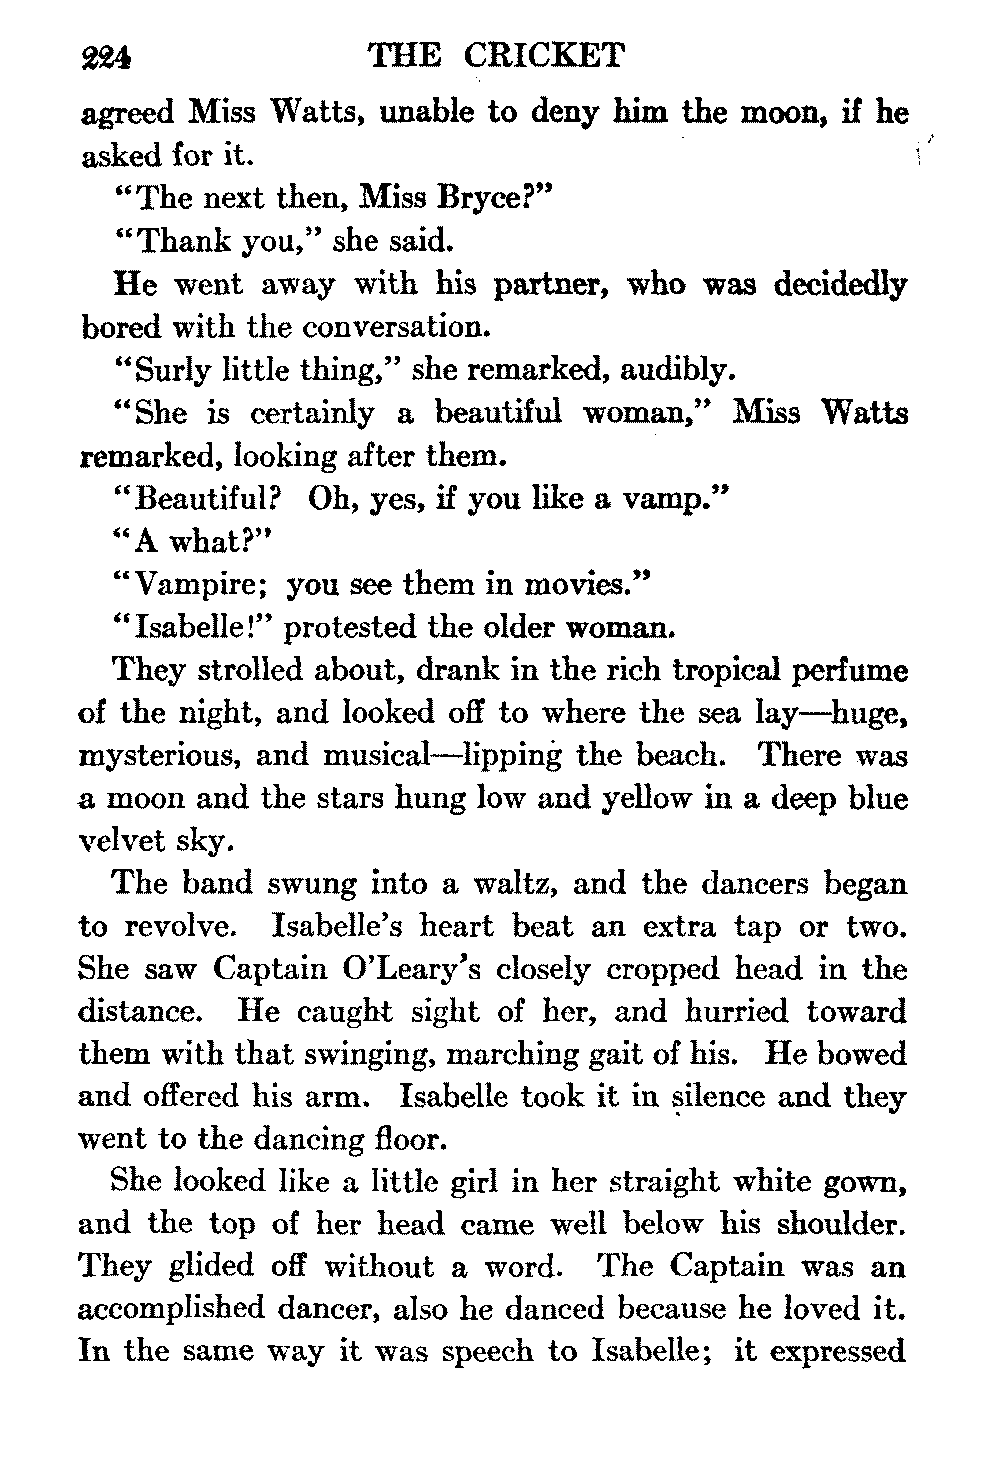 224 THE CRICKET
agreed Miss Watts, unable to deny him the moon, if he
asked for it.
"The next then, Miss Bryce?"
"Thank you," she said.
He went away with his partner, who was decidedly
bored with the conversation.
"Surly little thing," she remarked, audibly.
"She is certainly a beautiful woman," Miss Watts
remarked, looking after them.
"Beautiful? Oh, yes, if you like a vamp."
"A what?"
"Vampire; you see them in movies."
"Isabelle!" protested the older woman.
They strolled about, drank in the rich tropical perfume
of the night, and looked off to where the sea lay—huge,
mysterious, and musical—lipping the beach. There was
a moon and the stars hung low and yellow in a deep blue
velvet sky.
The band swung into a waltz, and the dancers began
to revolve. Isabelle's heart beat an extra tap or two.
She saw Captain O'Leary's closely cropped head in the
distance. He caught sight of her, and hurried toward
them with that swinging, marching gait of his. He bowed
and offered his arm. Isabelle took it in silence and they
went to the dancing floor.
She looked like a little girl in her straight white gown,
and the top of her head came well below his shoulder.
They glided off without a word. The Captain was an
accomplished dancer, also he danced because he loved it.
In the same way it was speech to Isabelle; it expressed